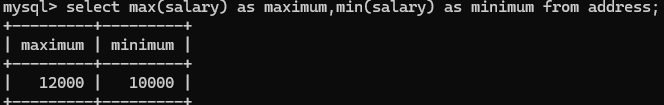 mysql> select max(salary) as maximum,min(salary) as minimum from address;
+---------+---------+
| maximum | minimum |
+---------+---------+
|   12000 |   10000 |
+---------+---------+